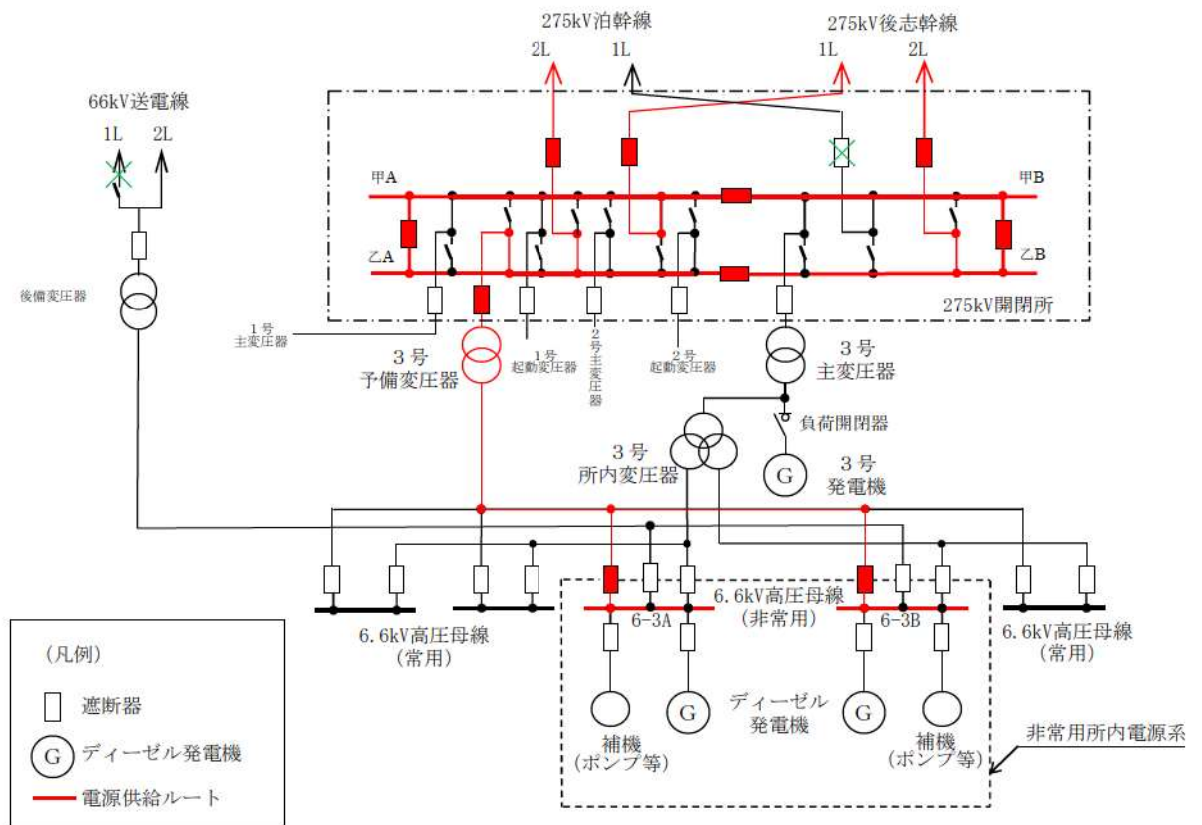 275kV泊幹線
275kV後志幹線
2L
1L
1L
2L
66kV送電線
1L
2L
甲A
甲B
乙A
乙B
275kV開閉所
後備変圧器
1号
主変圧器
3号
予備変圧器
1号
起動変圧器
2号主変圧器
2号
起動変圧器
3号
主変圧器
負荷開閉器
3号
所内変圧器
G
3号
発電機
6.6kV高圧母線
(常用)
6-3A
6.6kV高圧母線
(非常用)
6-3B
6.6kV高圧母線
(常用)
G
ディーゼル
発電機
G
補機
(ポンプ等)
補機
(ポンプ等)
非常用所内電源系
(凡例)
遮断器
G
ディーゼル発電機
電源供給ルート